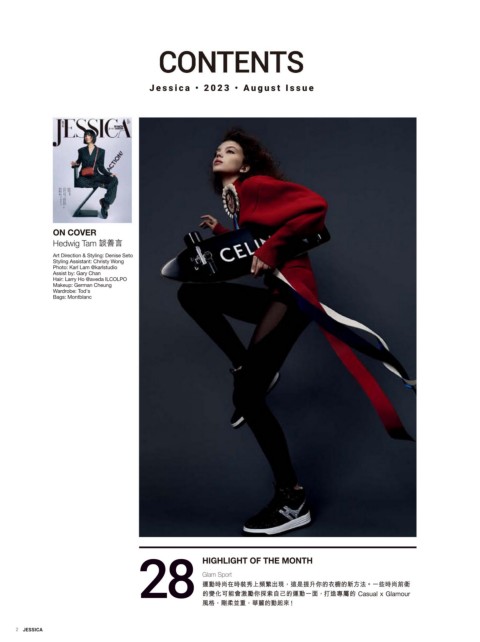 CONTENTS
Jessica • 2023 • August Issue
JESSICA
ACTION!
ON COVER
Hedwig Tam 談善言
Art Direction & Styling: Denise Seto
Styling Assistant: Christy Wong
Photo: Karl Lam @karlstudio
Assist by: Gary Chan
Hair: Larry Ho @aveda ILCOLPO
Makeup: German Cheung
Wardrobe: Tod's
Bags: Montblanc
CELIN
28
HIGHLIGHT OF THE MONTH
Glam Sport
運動時尚在時裝秀上頻繁出現，這是提升你的衣櫥的新方法。一些時尚前衛
的變化可能會激勵你探索自己的運動一面，打造專屬的 Casual x Glamour
風格，剛柔並重，華麗的動起來！
2 JESSICA